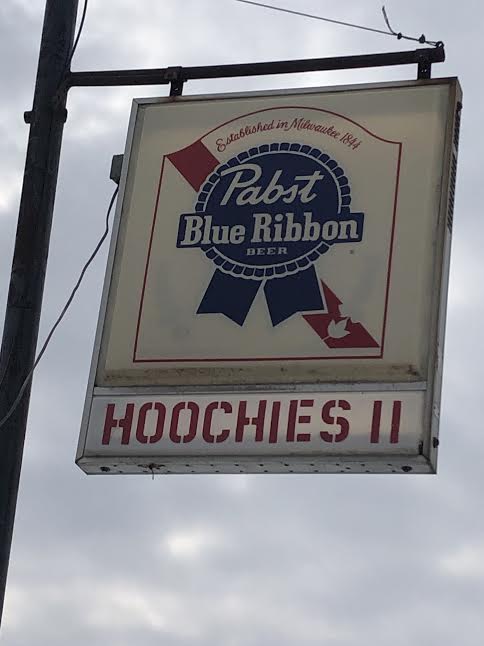 Established in Milwaukee 1844
Pabst
Blue Ribbon
BEER
HOOCHIES II